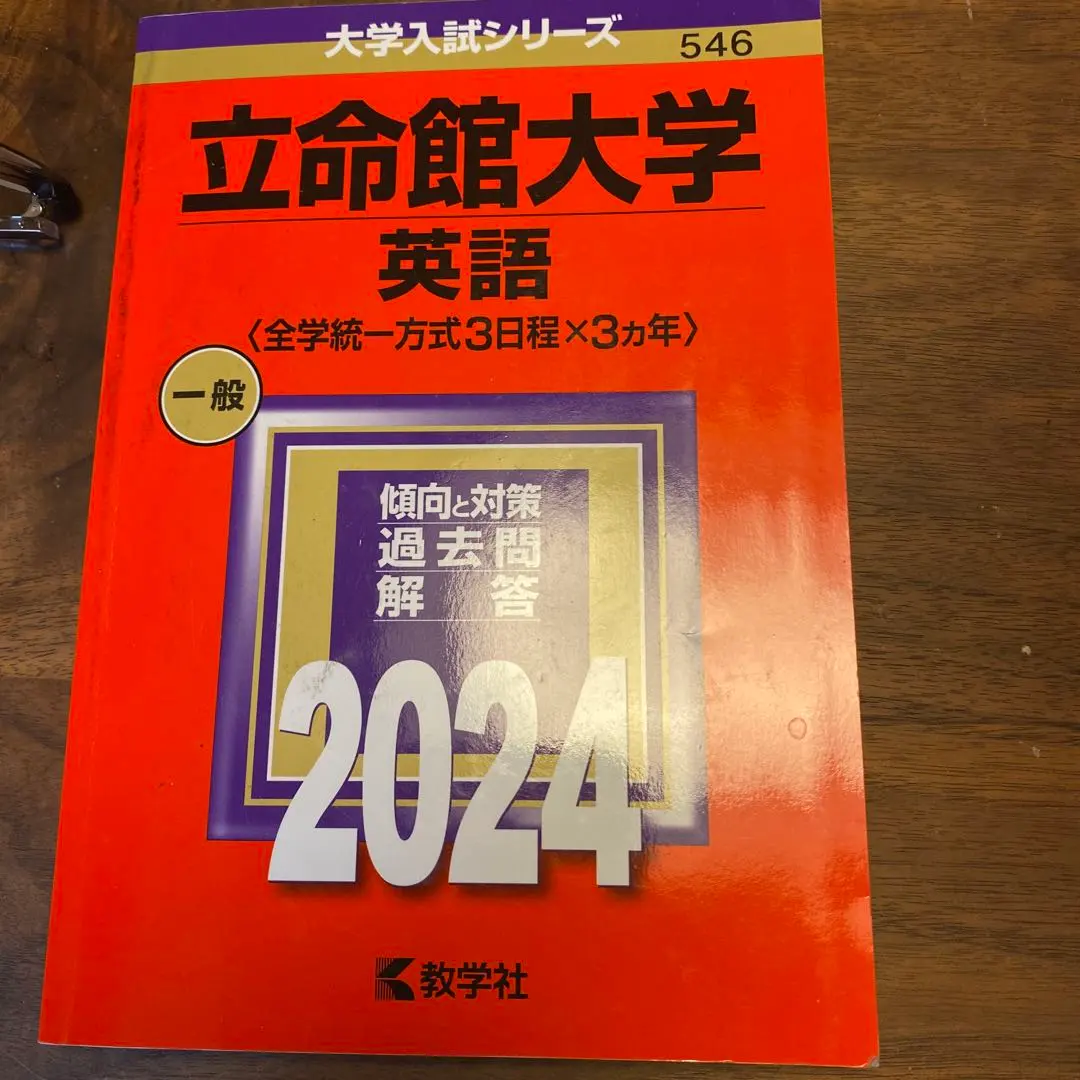 大学入試シリーズ
546
立命館大学
英語
〈全学統一方式3日程×3ヵ年〉
一般
傾向と対策
過去問
解答
2024
教学社